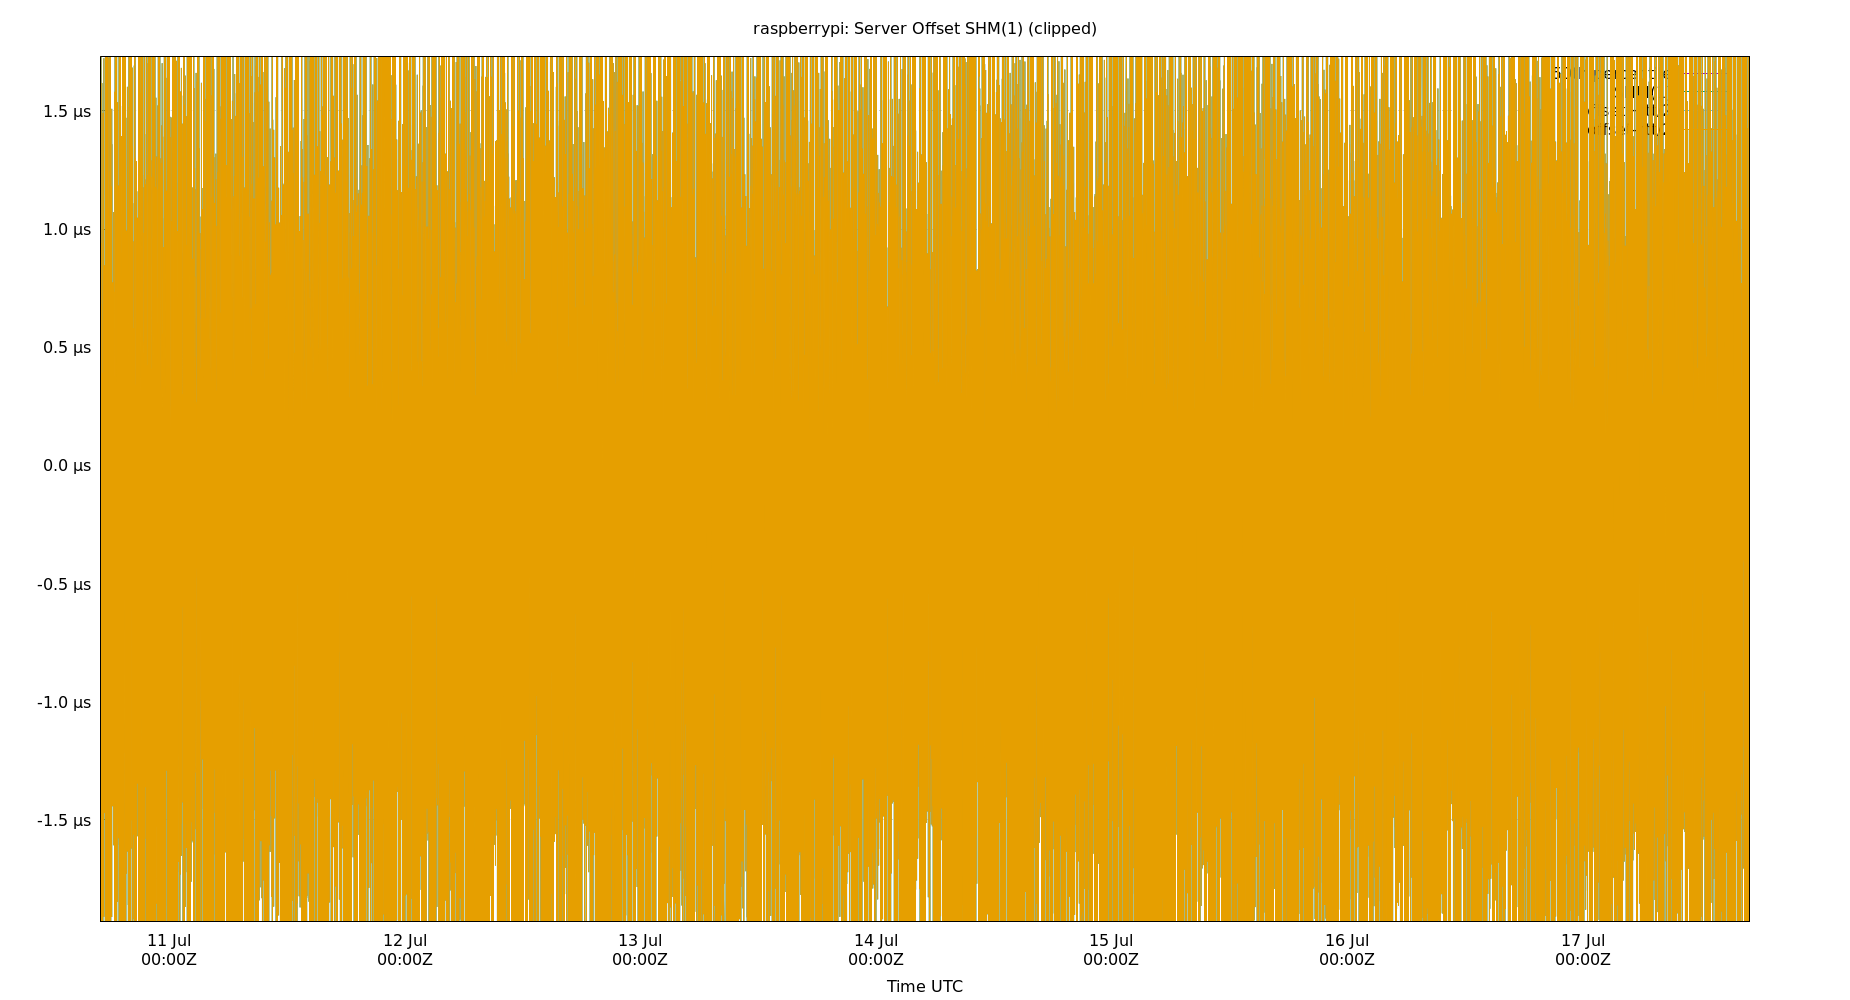 raspberrypi: Server Offset SHM(1) (clipped)
1.5 µs
1.0 µs
0.5 µs
0.0 µs
-0.5 µs
-1.0 µs
-1.5 µs
11 Jul 12 Jul 13 Jul 14 Jul 15 Jul 16 Jul 17 Jul
00:00Z 00:00Z 00:00Z 00:00Z 00:00Z 00:00Z 00:00Z
Time UTC